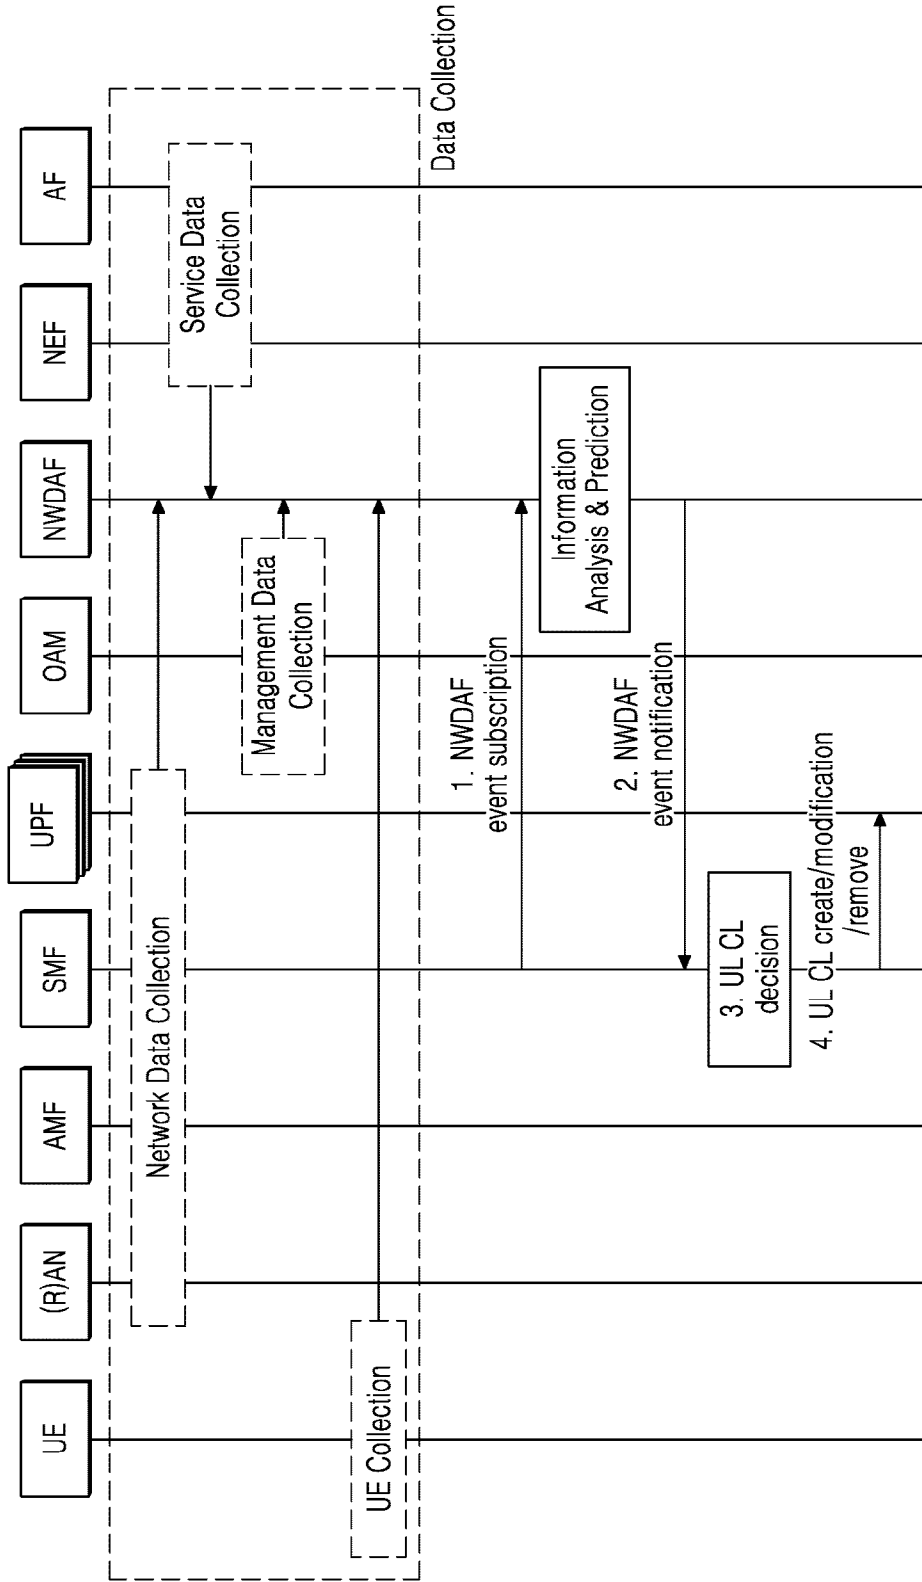 UE
(R)AN
AMF
SMF
UPF
OAM
NWDAF
NEF
AF
Network Data Collection
Service Data
Collection
Management Data
Collection
UE Collection
Data Collection
1. NWDAF
event subscription
Information
Analysis & Prediction
2. NWDAF
event notification
3. UL CL
decision
4. UL CL create/modification
/remove